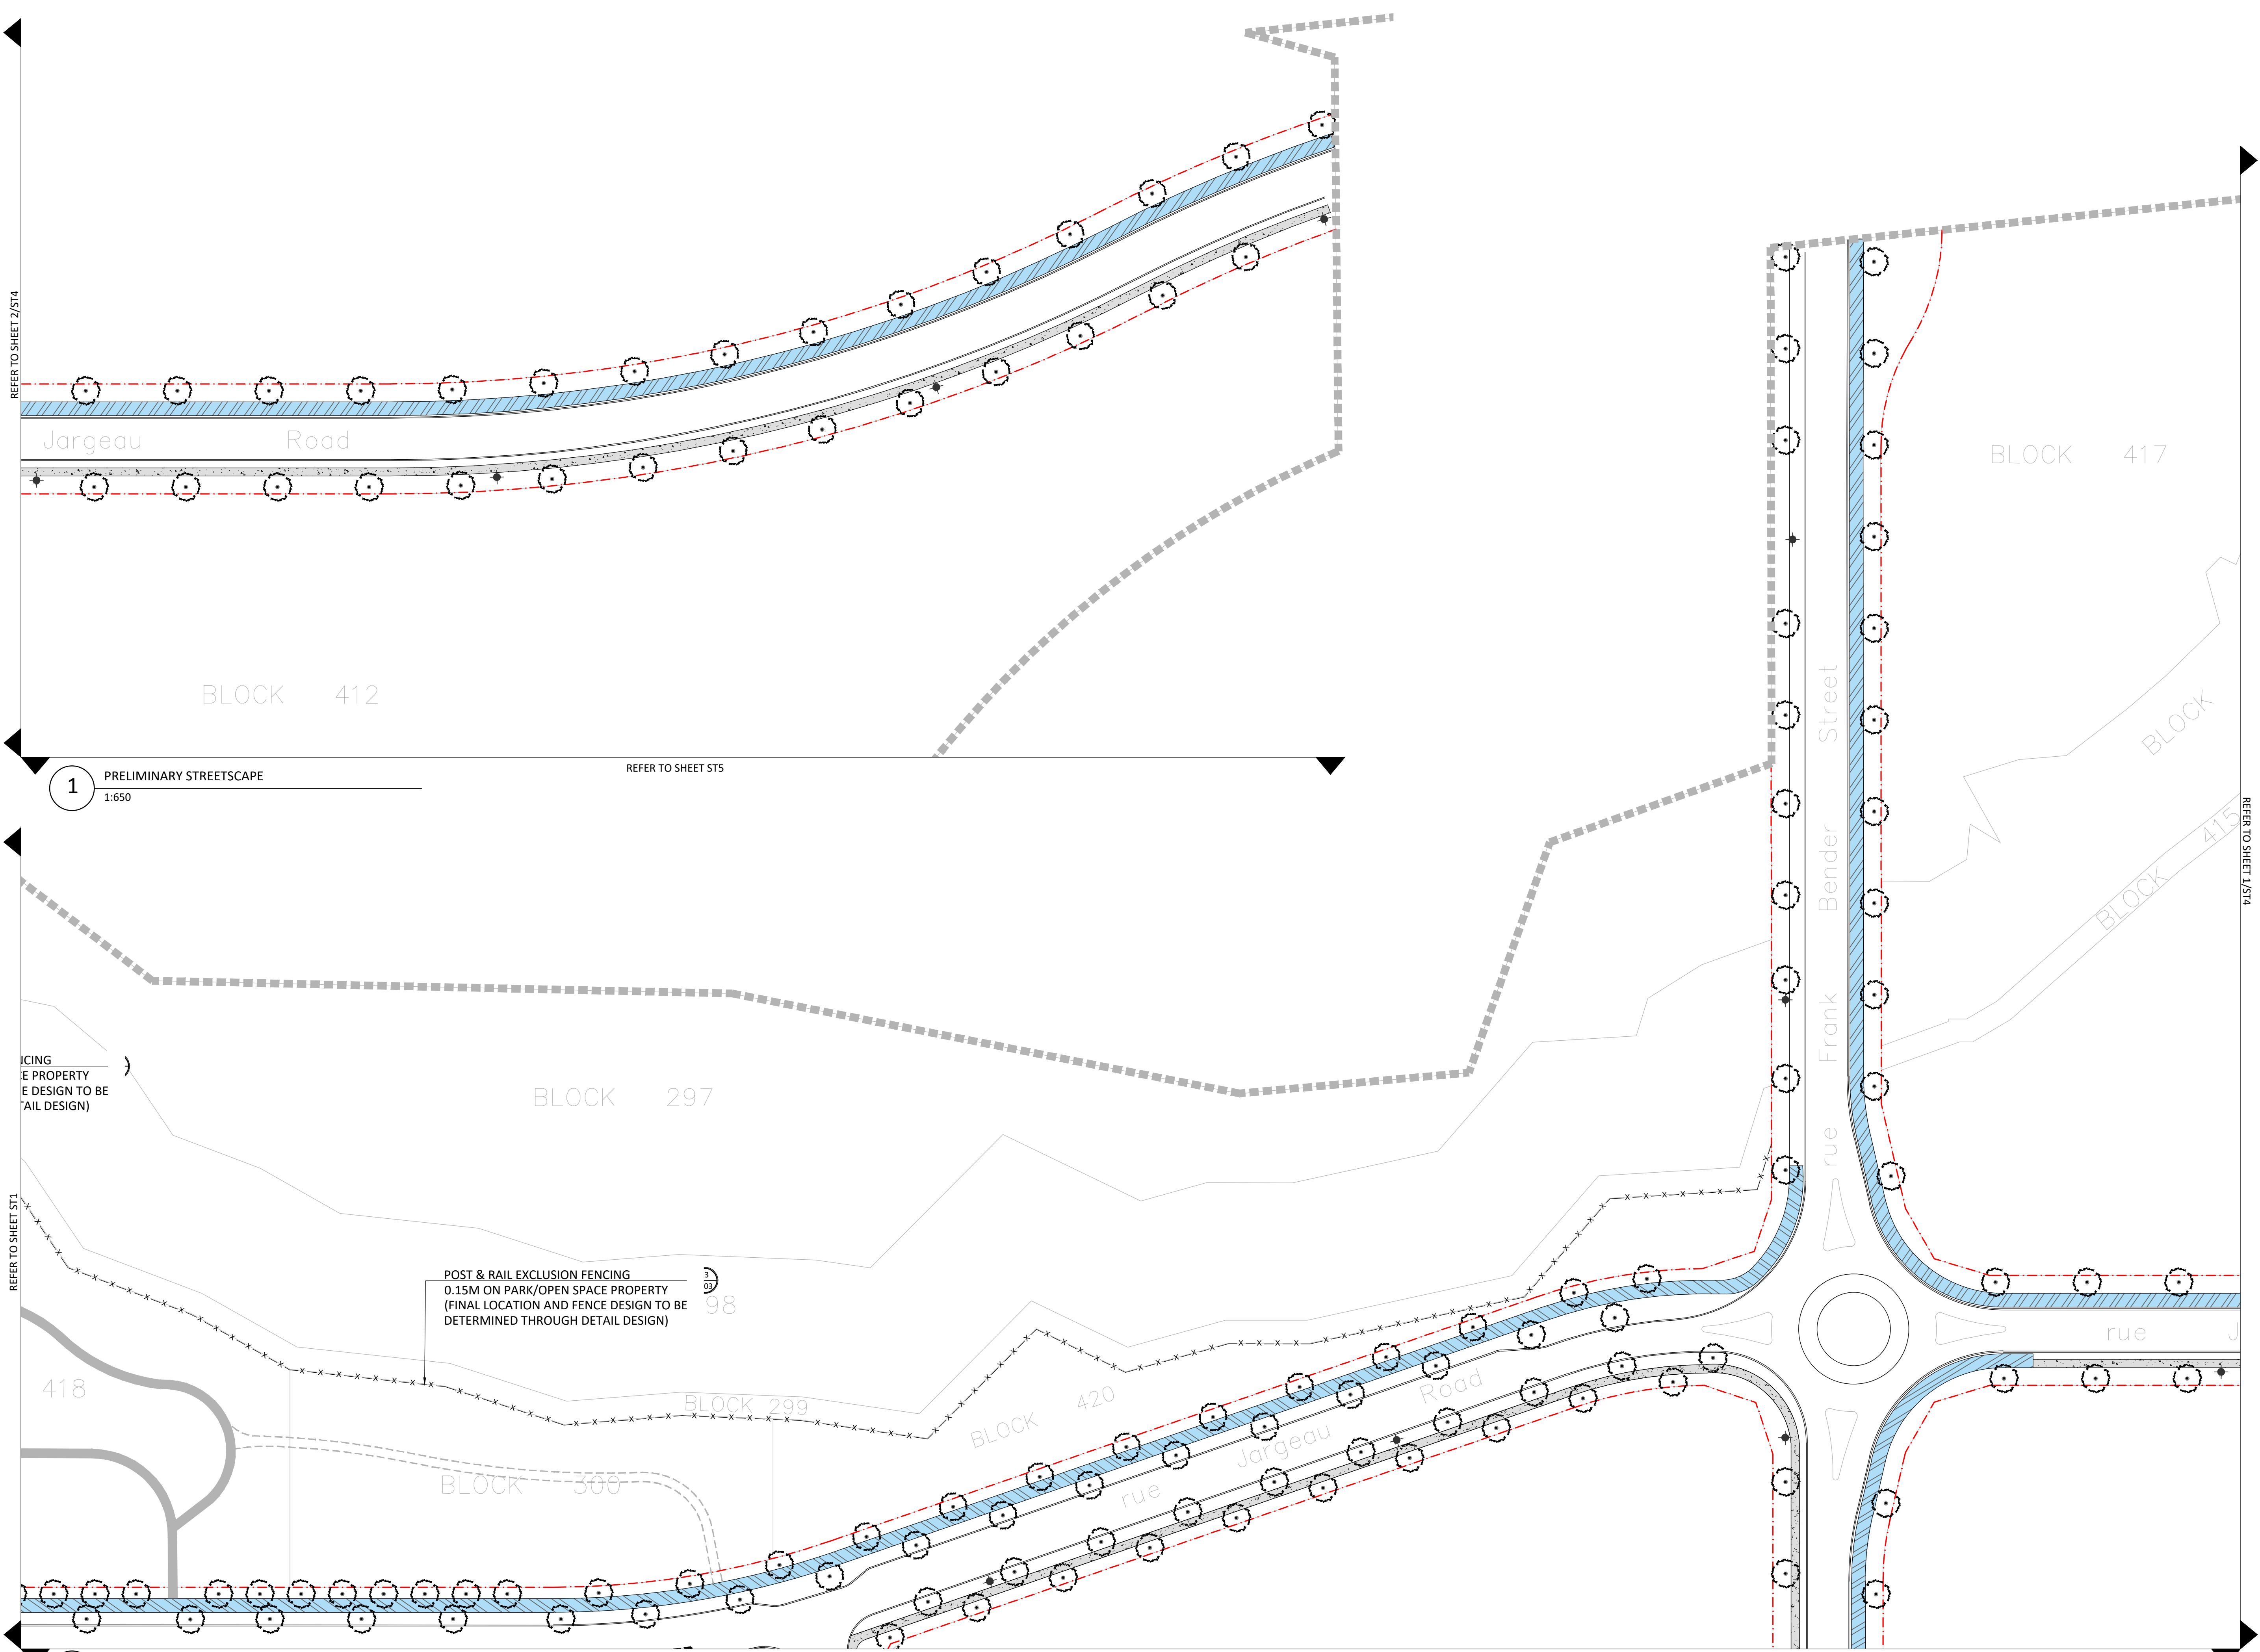 REFER TO SHEET 2/ST4
Jargeau Road
BLOCK 412
1
PRELIMINARY STREETSCAPE
1:650
REFER TO SHEET ST5
BLOCK 417
rue Frank Bender Street
BLOCK
BLOCK 415
REFER TO SHEET 1/ST4
REFER TO SHEET ST1
E PROPERTY
E DESIGN TO BE
TAIL DESIGN)
BLOCK 297
POST & RAIL EXCLUSION FENCING
0.15M ON PARK/OPEN SPACE PROPERTY
(FINAL LOCATION AND FENCE DESIGN TO BE
DETERMINED THROUGH DETAIL DESIGN)
3
03
98
418
BLOCK 299
BLOCK 420
BLOCK 300
rue Jargeau Road
rue J